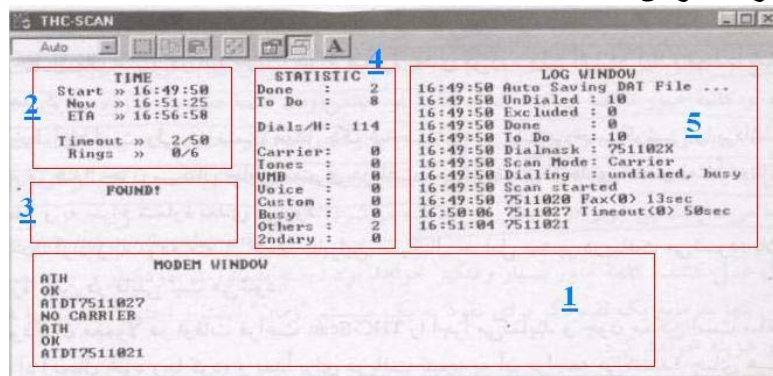 THC-SCAN
Auto
A
TIME
Start » 16:49:50
Now » 16:51:25
ETA » 16:56:58
Timeout » 2/50
Rings » 0/6
2
FOUND!
3
STATISTIC
4
Done : 2
To Do : 8
Dials/H: 114
Carrier: 0
Tones : 0
VMB : 0
Voice : 0
Custom : 0
Busy : 0
Others : 2
2ndary : 0
LOG WINDOW
16:49:50 Auto Saving DAT File ...
16:49:50 UnDialed : 10
16:49:50 Excluded : 0
16:49:50 Done : 0
16:49:50 To Do : 10
16:49:50 Dialmask : 751102X
16:49:50 Scan Mode: Carrier
16:49:50 Dialing : undialed, busy
16:49:50 Scan started
16:49:50 7511020 Fax(0) 13sec
16:50:06 7511027 Timeout(0) 50sec
16:51:04 7511021
5
MODEM WINDOW
ATH
OK
ATDT7511027
NO CARRIER
ATH
OK
ATDT7511021
1